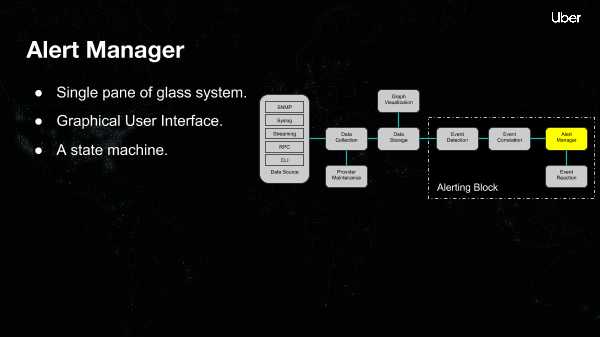 Uber
Alert Manager
● Single pane of glass system.
● Graphical User Interface.
● A state machine.
SNMP
Syslog
Streaming
RPC
CLI
Data Source
Data
Collection
Provider
Maintenance
Graph
Visualization
Data
Storage
Event
Detection
Event
Correlation
Alert
Manager
Event
Reaction
Alerting Block